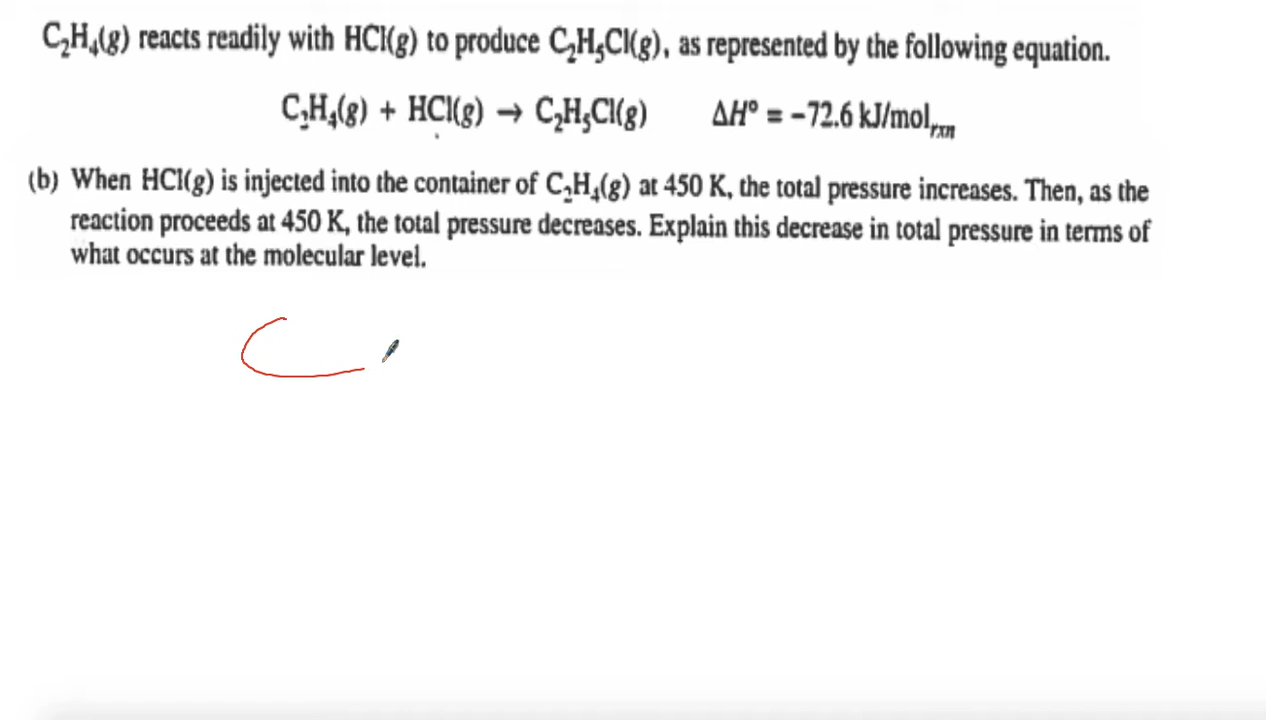 C₂H₄(g) reacts readily with HCl(g) to produce C₂H₅Cl(g), as represented by the following equation.
C₂H₄(g) + HCl(g) → C₂H₅Cl(g) ΔH° = −72.6 kJ/molᵣₓₙ
(b) When HCl(g) is injected into the container of C₂H₄(g) at 450 K, the total pressure increases. Then, as the
reaction proceeds at 450 K, the total pressure decreases. Explain this decrease in total pressure in terms of
what occurs at the molecular level.